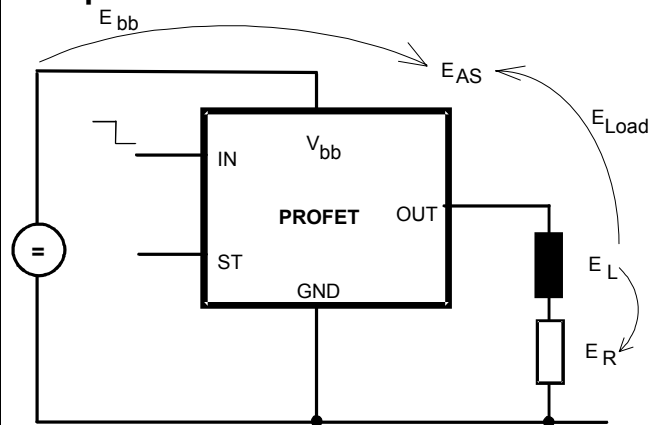 E bb
E AS
E Load
V bb
IN
PROFET
OUT
ST
GND
E L
E R
=